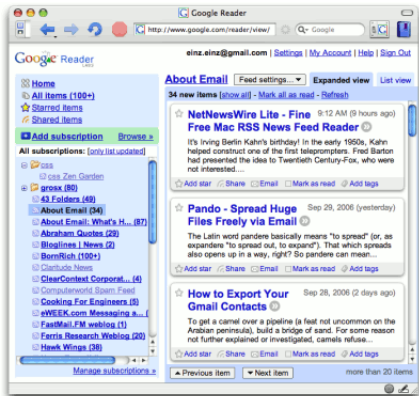 Google Reader
http://www.google.com/reader/view/
Google
einz.einz@gmail.com | Settings | My Account | Help | Sign Out
Google Reader
Home
All items (100+)
Starred items
Shared items
Add subscription Browse »
All subscriptions: [only list updated]
css
css Zen Garden
grosx (80)
43 Folders (49)
About Email (34)
About Email: What's H... (87)
Abraham Quotes (29)
Bloglines | News (2)
BornRich (100+)
Claritude News
ClearContext Corporat... (4)
Computerworld Spam Feed
Cooking For Engineers (5)
eWEEK.com Messaging a... (
FastMail.FM weblog (1)
Ferris Research Weblog (20)
Hawk Wings (38)
Manage subscriptions »
About Email Feed settings... Expanded view List view
34 new items [show all] - Mark all as read - Refresh
NetNewsWire Lite - Fine Free Mac RSS News Feed Reader 9:12 AM (9 hours ago)
It's Irving Berlin Kahn's birthday! In the early 1950s, Kahn
helped construct one of the first teleprompters. Fred Barton
had presented the idea to Twentieth Century-Fox, who were
not interested....
Add star Share Email Mark as read Add tags
Pando - Spread Huge Files Freely via Email Sep 29, 2006 (yesterday)
The Latin word pandere basically means "to spread" (or, as
expandere "to spread out, to expand"). That which spreads
also opens up in a way, right? So pandere can mean...
Add star Share Email Mark as read Add tags
How to Export Your Gmail Contacts Sep 28, 2006 (2 days ago)
To get a camel over a pipeline (a feat not uncommon on the
Arabian peninsula), build a bridge of sand. For some reason
not further explained or investigated, camels refuse...
Add star Share Email Mark as read Add tags
Previous item Next item more than 20 items